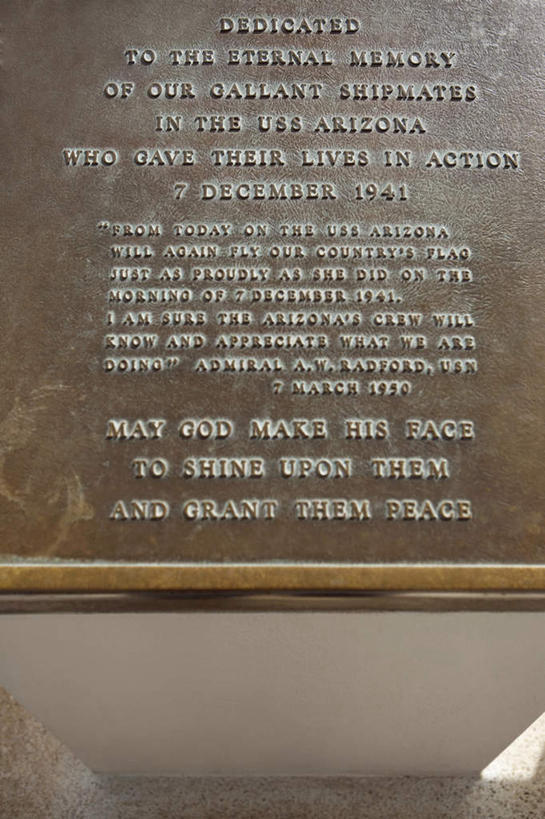 DEDICATED
TO THE ETERNAL MEMORY
OF OUR GALLANT SHIPMATES
IN THE USS ARIZONA
WHO GAVE THEIR LIVES IN ACTION
7 DECEMBER 1941
"FROM TODAY ON THE USS ARIZONA
WILL AGAIN FLY OUR COUNTRY'S FLAG
JUST AS PROUDLY AS SHE DID ON THE
MORNING OF 7 DECEMBER 1941.
I AM SURE THE ARIZONA'S CREW WILL
KNOW AND APPRECIATE WHAT WE ARE
DOING" ADMIRAL A.W. RADFORD, USN
7 MARCH 1950
MAY GOD MAKE HIS FACE
TO SHINE UPON THEM
AND GRANT THEM PEACE